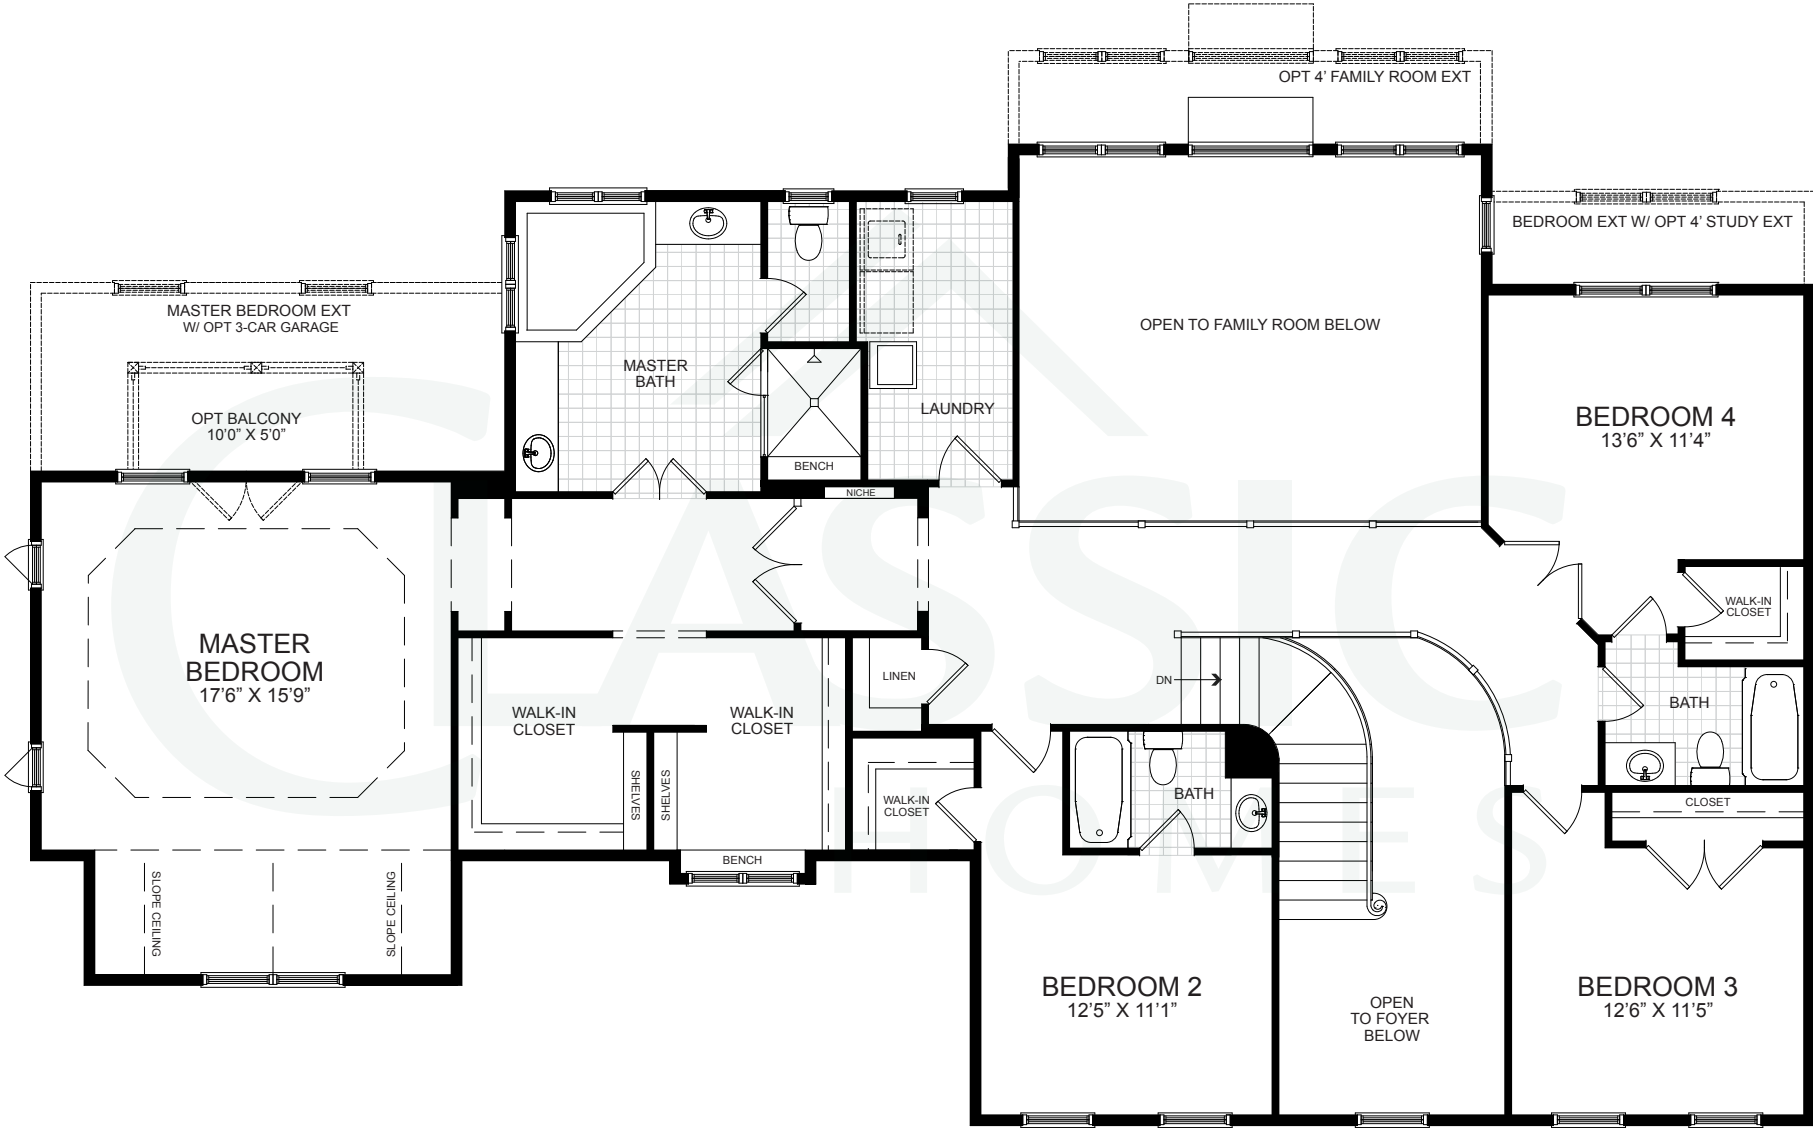 OPT 4’ FAMILY ROOM EXT
BEDROOM EXT W/ OPT 4’ STUDY EXT
MASTER BEDROOM EXT
W/ OPT 3-CAR GARAGE
OPT BALCONY
10’0” X 5’0”
MASTER
BATH
BENCH
LAUNDRY
NICHE
OPEN TO FAMILY ROOM BELOW
BEDROOM 4
13’6” X 11’4”
WALK-IN
CLOSET
MASTER
BEDROOM
17’6” X 15’9”
WALK-IN
CLOSET
WALK-IN
CLOSET
SHELVES
SHELVES
BENCH
LINEN
WALK-IN
CLOSET
DN
BATH
BATH
CLOSET
SLOPE CEILING
SLOPE CEILING
BEDROOM 2
12’5” X 11’1”
OPEN
TO FOYER
BELOW
BEDROOM 3
12’6” X 11’5”
CLASSIC
HOMES